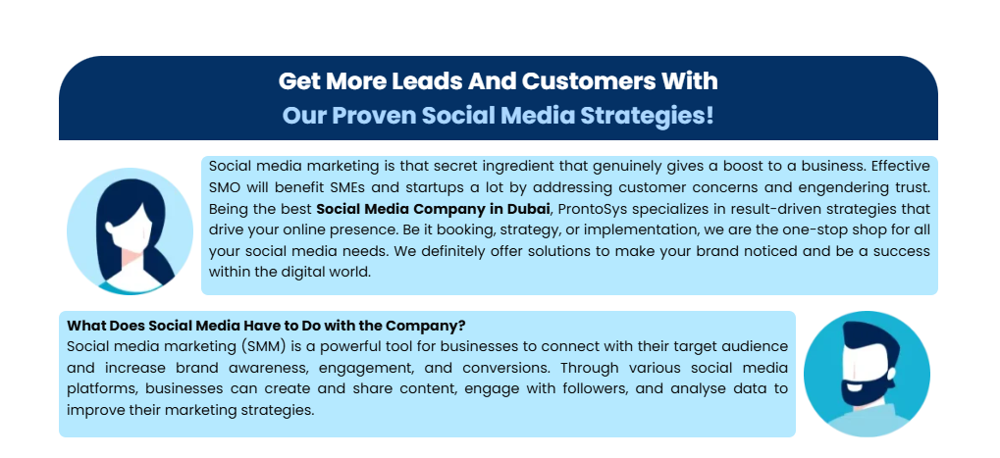 Get More Leads And Customers With
Our Proven Social Media Strategies!
Social media marketing is that secret ingredient that genuinely gives a boost to a business. Effective
SMO will benefit SMEs and startups a lot by addressing customer concerns and engendering trust.
Being the best Social Media Company in Dubai, ProntoSys specializes in result-driven strategies that
drive your online presence. Be it booking, strategy, or implementation, we are the one-stop shop for all
your social media needs. We definitely offer solutions to make your brand noticed and be a success
within the digital world.
What Does Social Media Have to Do with the Company?
Social media marketing (SMM) is a powerful tool for businesses to connect with their target audience
and increase brand awareness, engagement, and conversions. Through various social media
platforms, businesses can create and share content, engage with followers, and analyse data to
improve their marketing strategies.